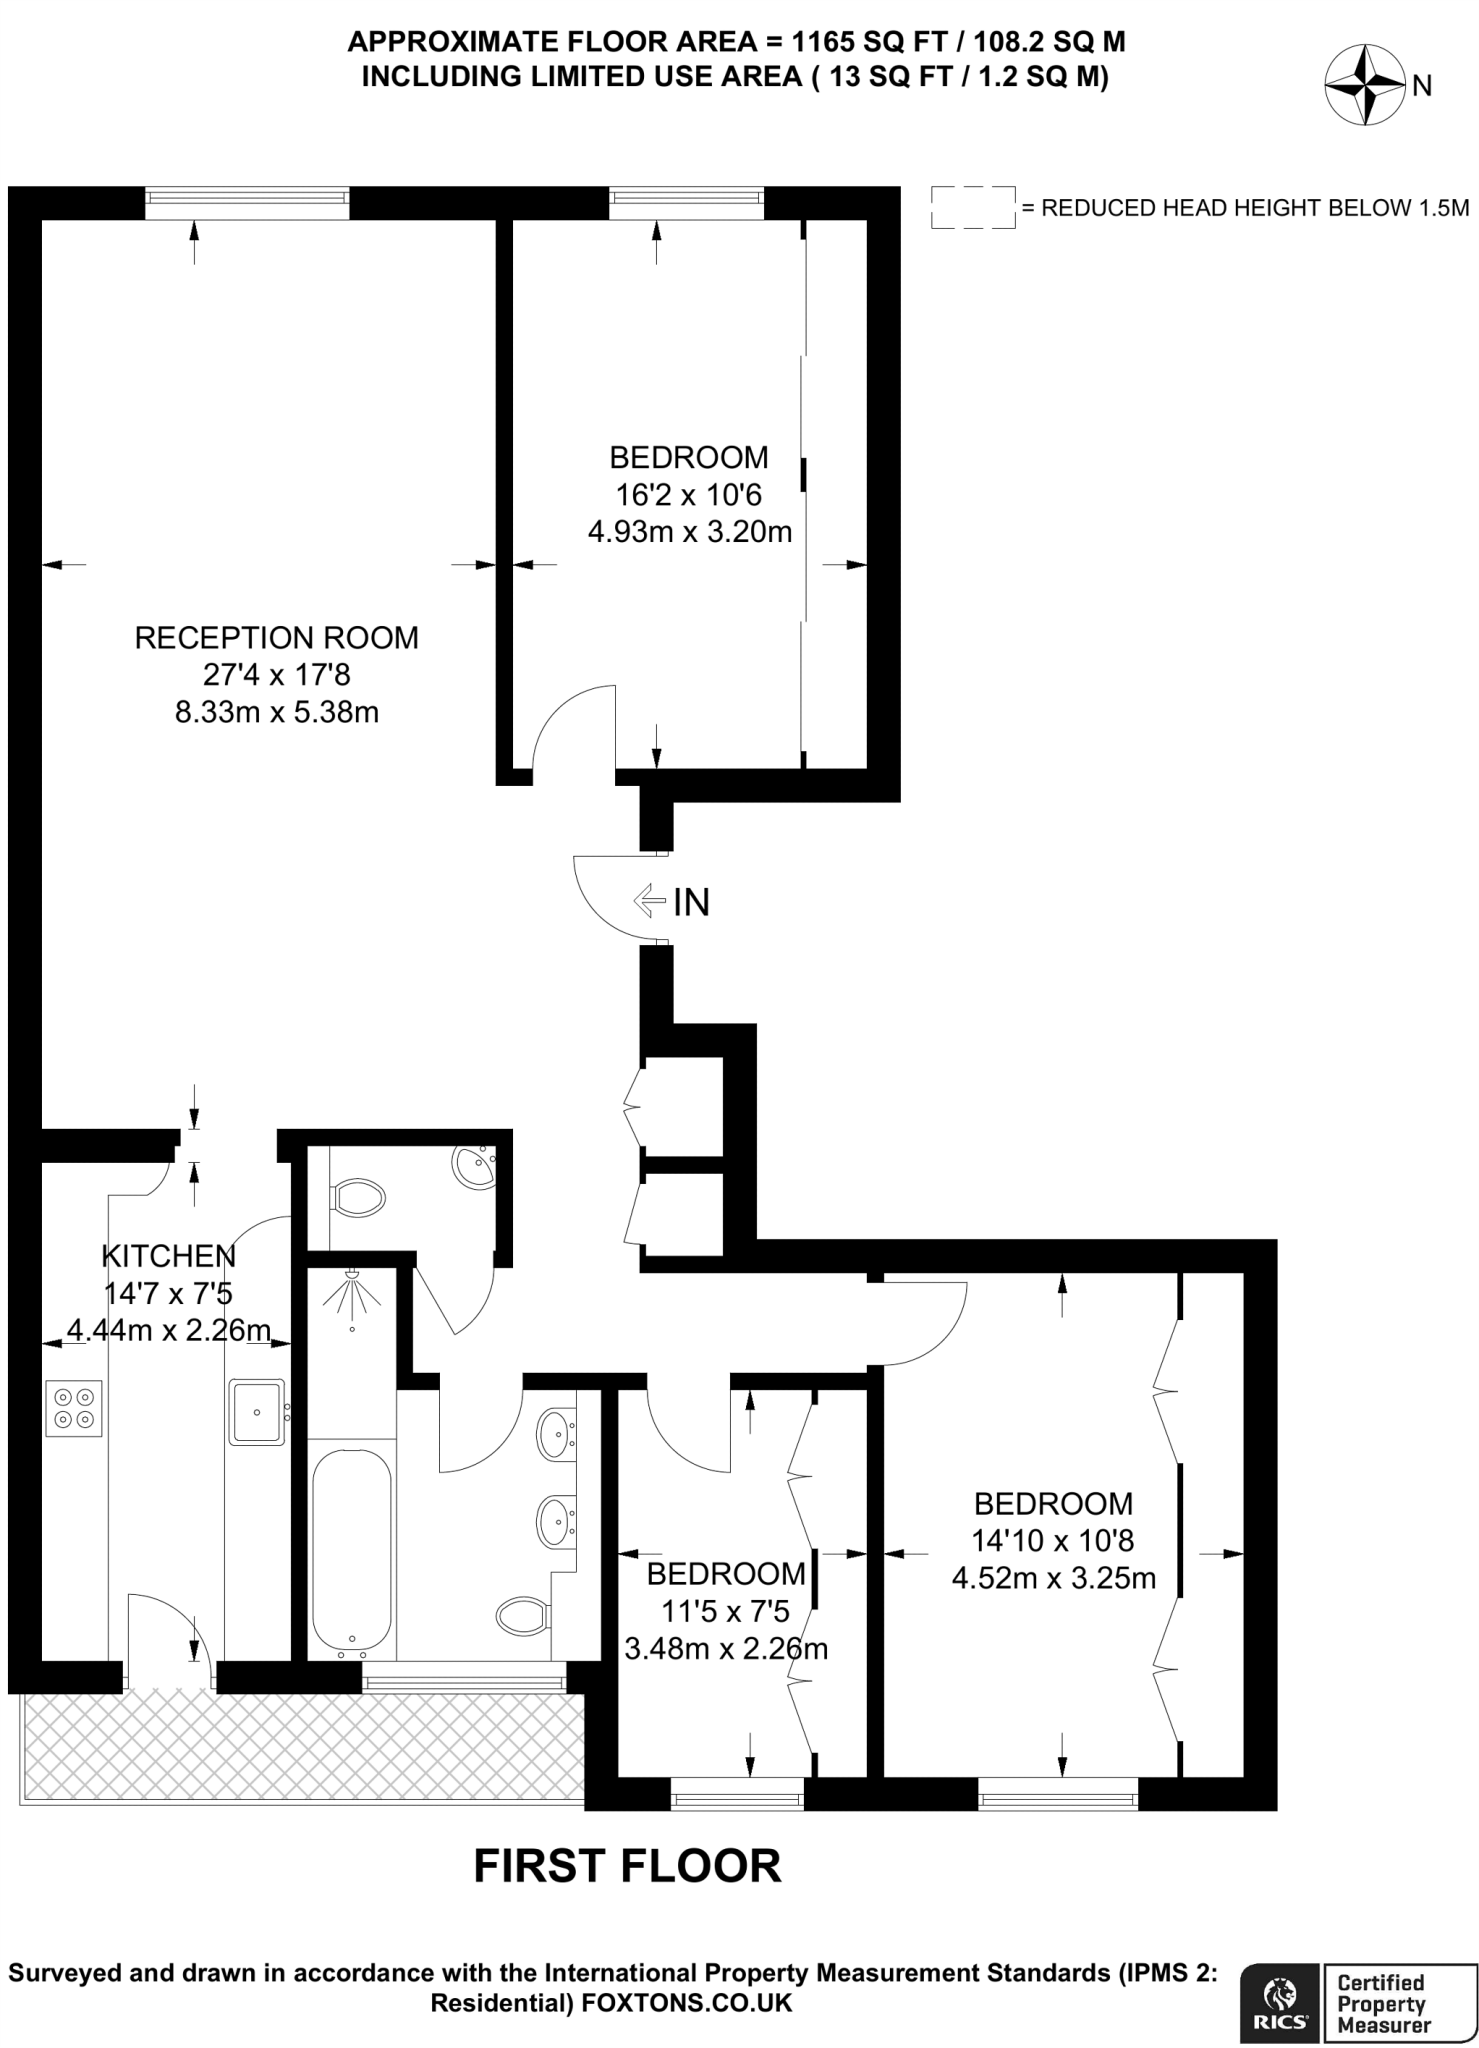 APPROXIMATE FLOOR AREA = 1165 SQ FT / 108.2 SQ M
INCLUDING LIMITED USE AREA ( 13 SQ FT / 1.2 SQ M)
N
= REDUCED HEAD HEIGHT BELOW 1.5M
BEDROOM
16'2 x 10'6
4.93m x 3.20m
RECEPTION ROOM
27'4 x 17'8
8.33m x 5.38m
IN
KITCHEN
14'7 x 7'5
4.44m x 2.26m
BEDROOM
14'10 x 10'8
4.52m x 3.25m
BEDROOM
11'5 x 7'5
3.48m x 2.26m
FIRST FLOOR
Surveyed and drawn in accordance with the International Property Measurement Standards (IPMS 2:
Residential) FOXTONS.CO.UK
RICS
Certified
Property
Measurer